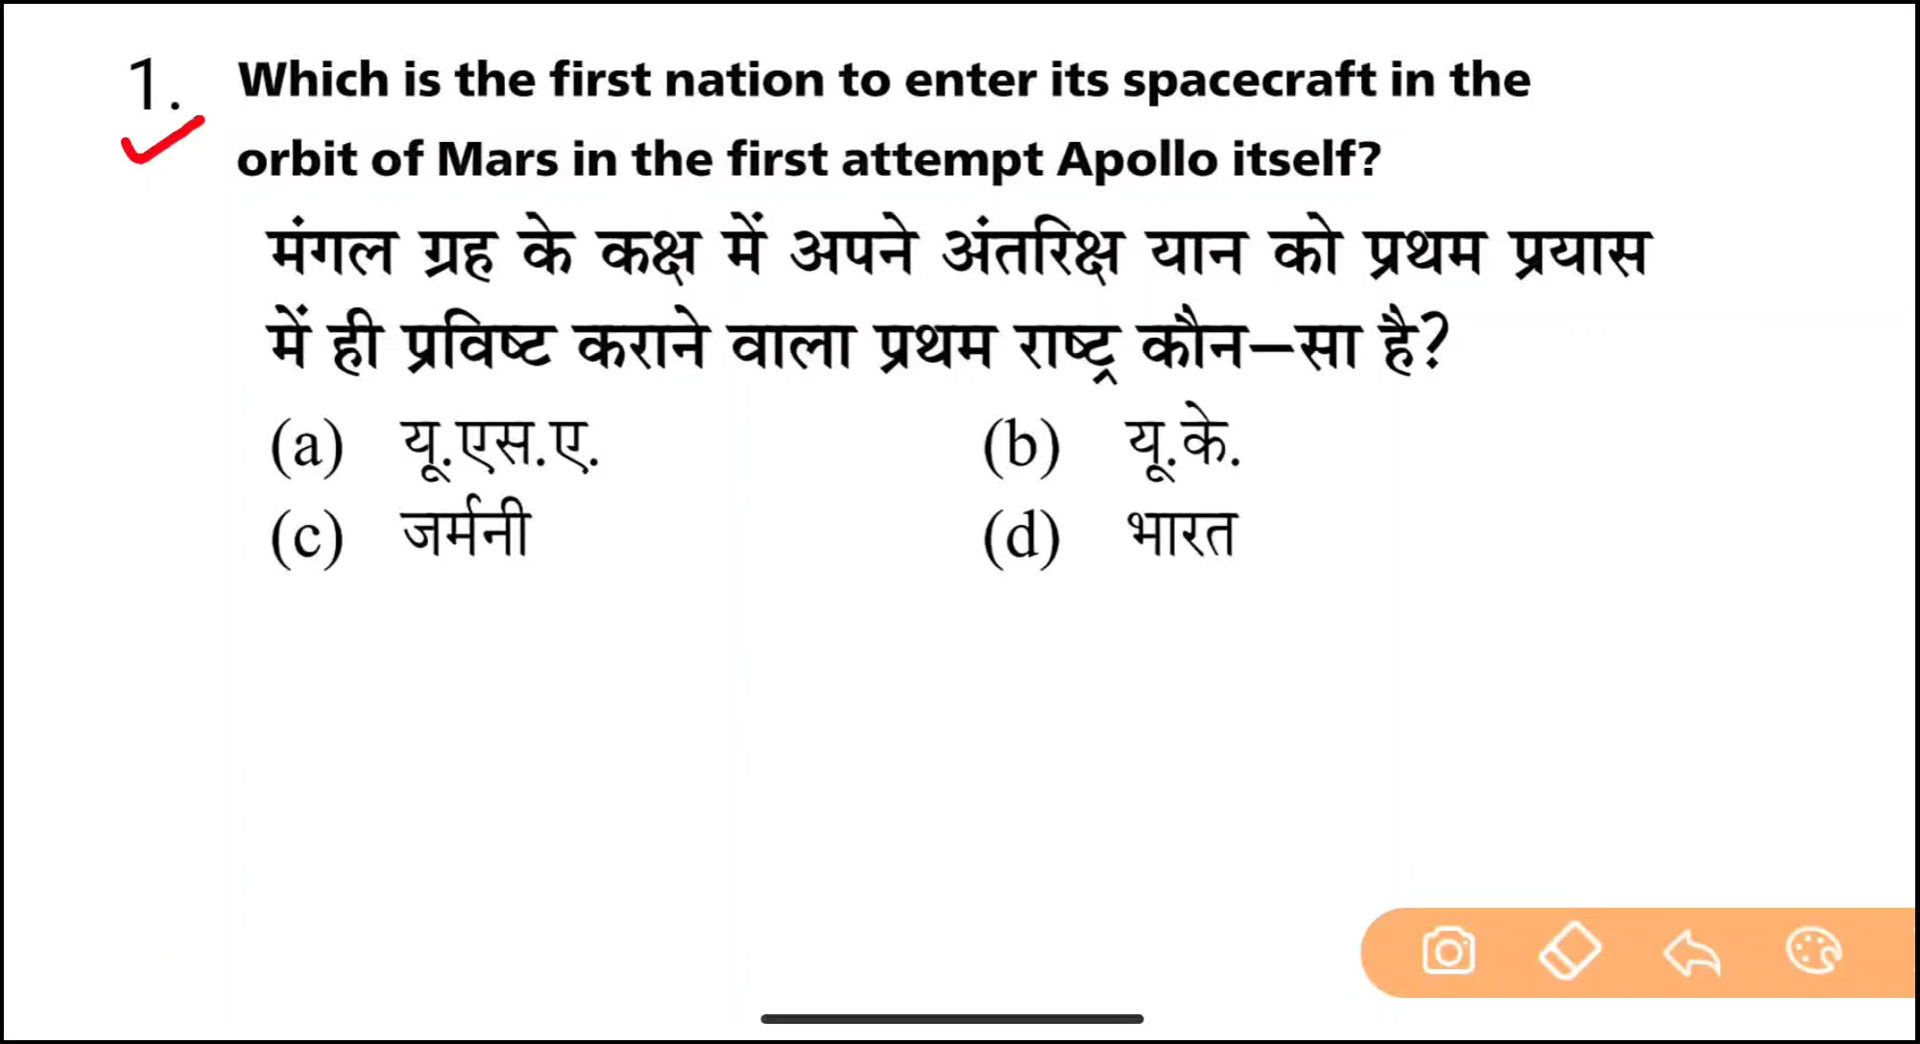 1. Which is the first nation to enter its spacecraft in the
orbit of Mars in the first attempt Apollo itself?
मंगल ग्रह के कक्ष में अपने अंतरिक्ष यान को प्रथम प्रयास
में ही प्रविष्ट कराने वाला प्रथम राष्ट्र कौन–सा है?
(a) यू.एस.ए. (b) यू.के.
(c) जर्मनी (d) भारत